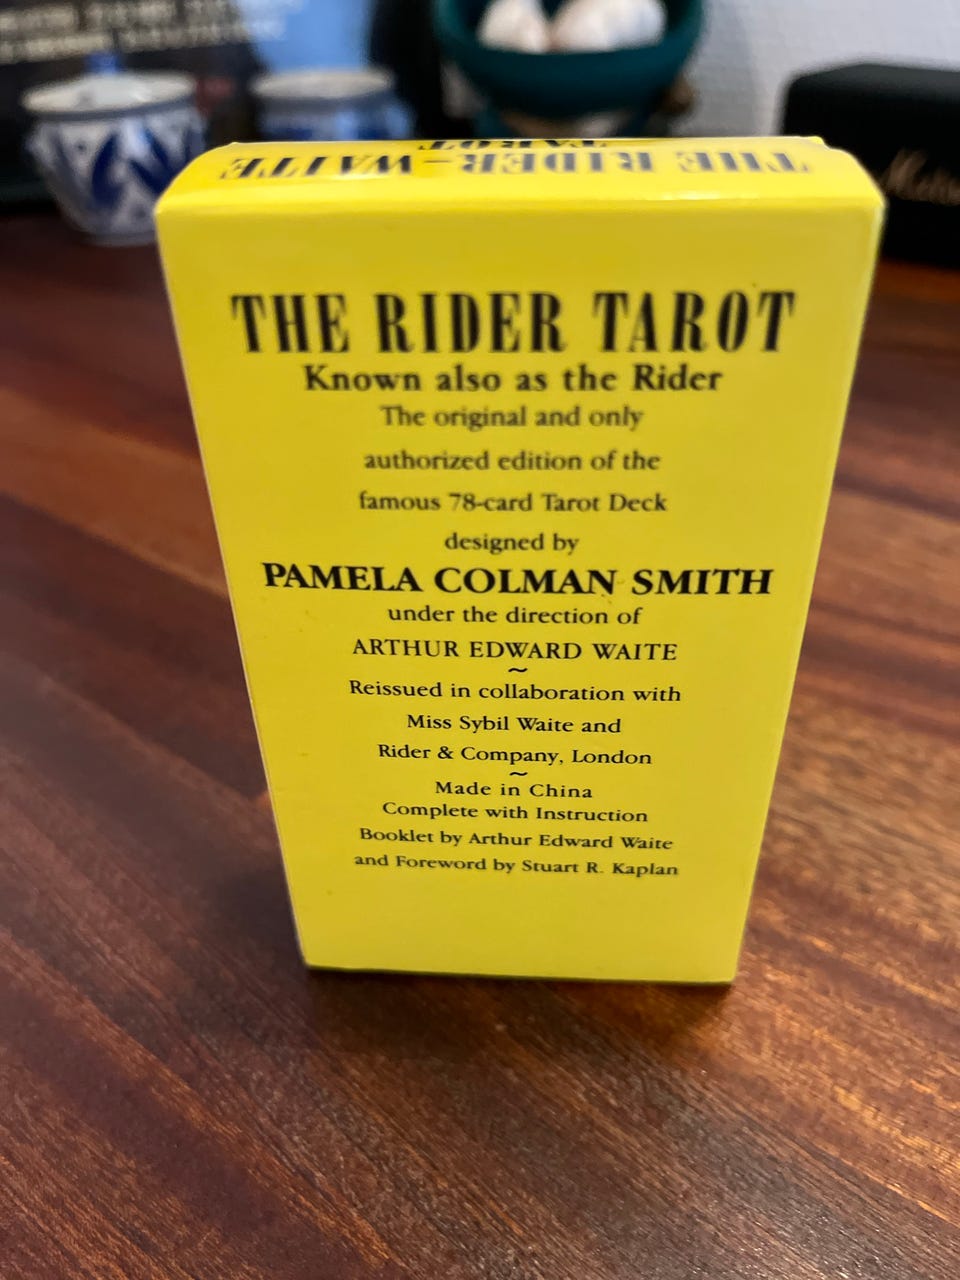 THE RIDER-WAITE
TAROT
THE RIDER TAROT
Known also as the Rider
The original and only
authorized edition of the
famous 78-card Tarot Deck
designed by
PAMELA COLMAN SMITH
under the direction of
ARTHUR EDWARD WAITE
~
Reissued in collaboration with
Miss Sybil Waite and
Rider & Company, London
~
Made in China
Complete with Instruction
Booklet by Arthur Edward Waite
and Foreword by Stuart R. Kaplan